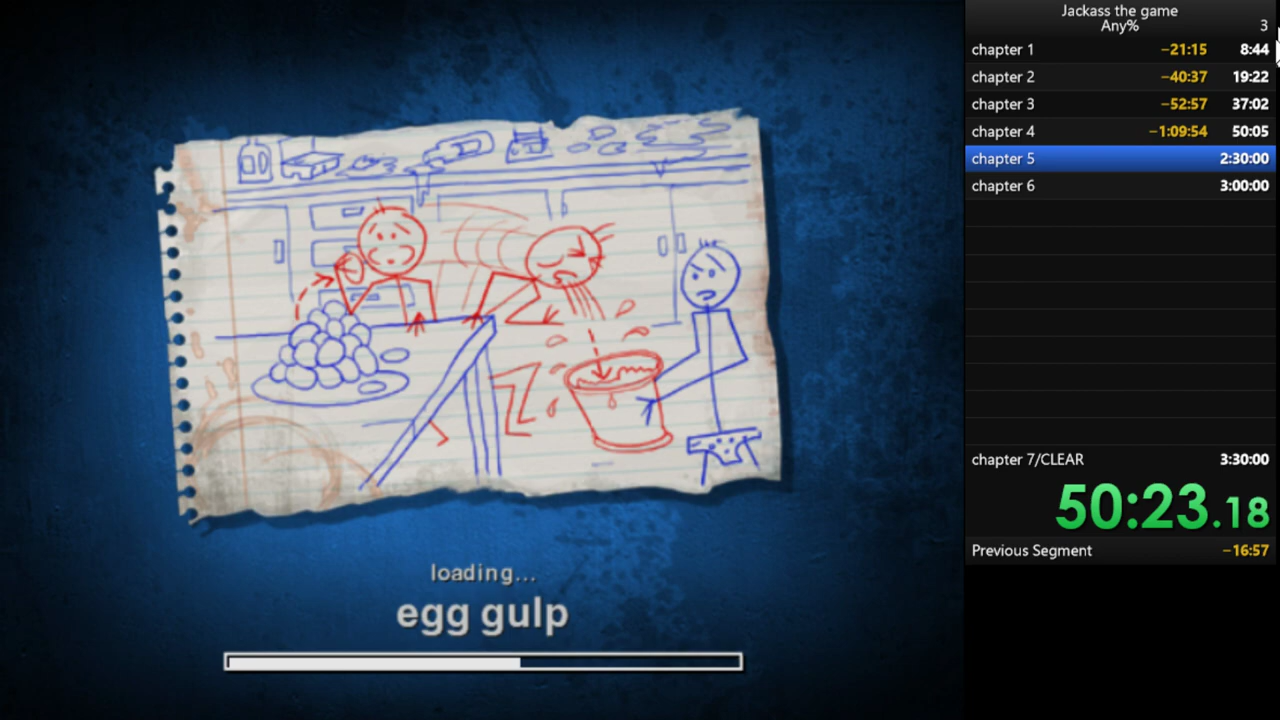 Jackass the game
Any% 3
chapter 1 −21:15 8:44
chapter 2 −40:37 19:22
chapter 3 −52:57 37:02
chapter 4 −1:09:54 50:05
chapter 5 2:30:00
chapter 6 3:00:00
chapter 7/CLEAR 3:30:00
50:23.18
Previous Segment −16:57
loading...
egg gulp